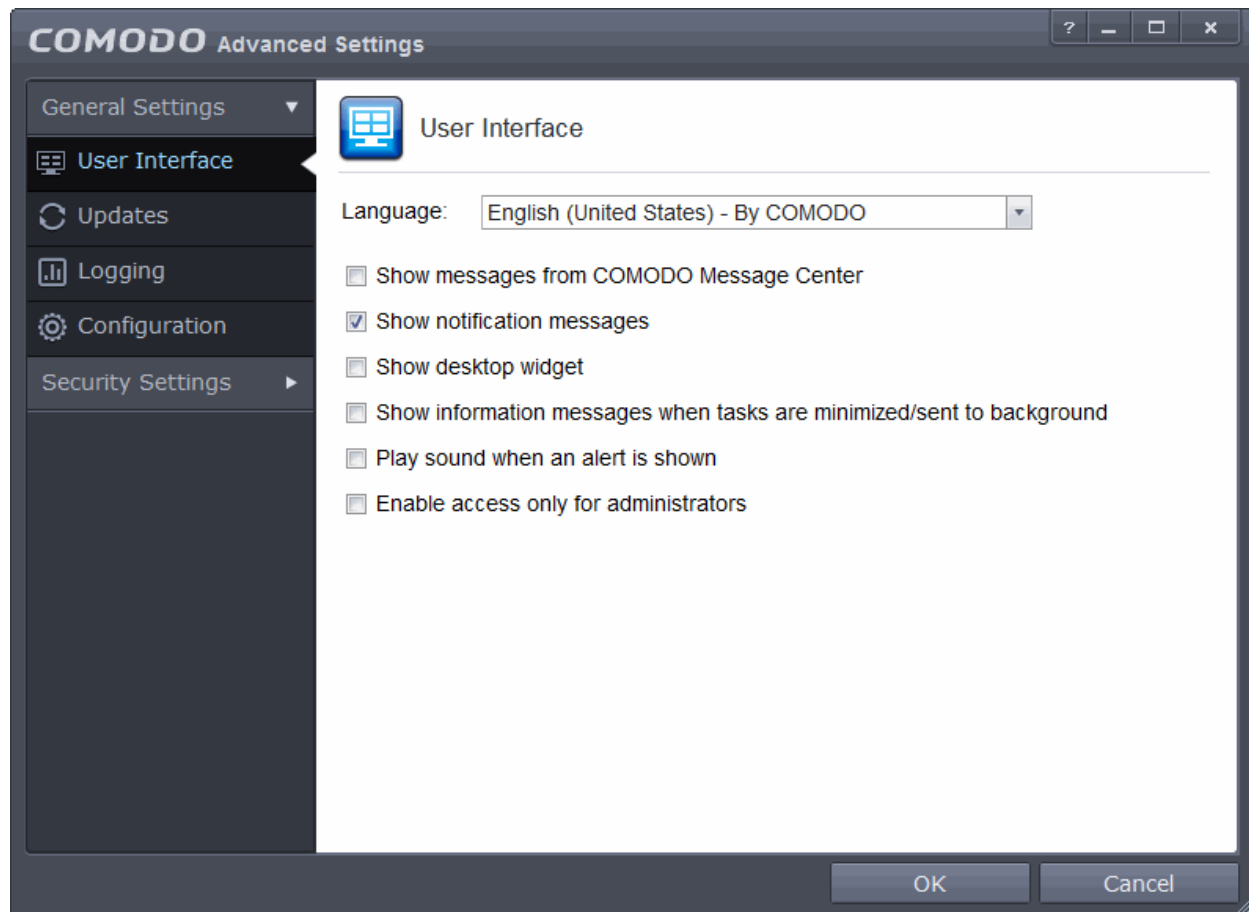 COMODO Advanced Settings
?
General Settings
User Interface
Updates
Logging
Configuration
Security Settings
User Interface
Language: English (United States) - By COMODO
Show messages from COMODO Message Center
Show notification messages
Show desktop widget
Show information messages when tasks are minimized/sent to background
Play sound when an alert is shown
Enable access only for administrators
OK Cancel